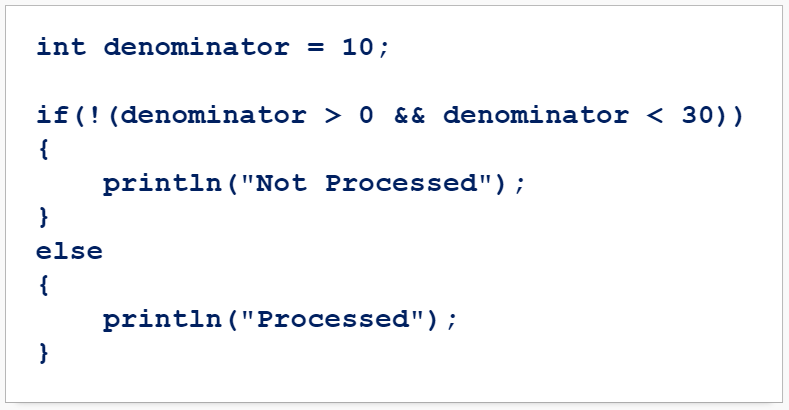 int denominator = 10;
if(!(denominator > 0 && denominator < 30))
{
    println("Not Processed");
}
else
{
    println("Processed");
}